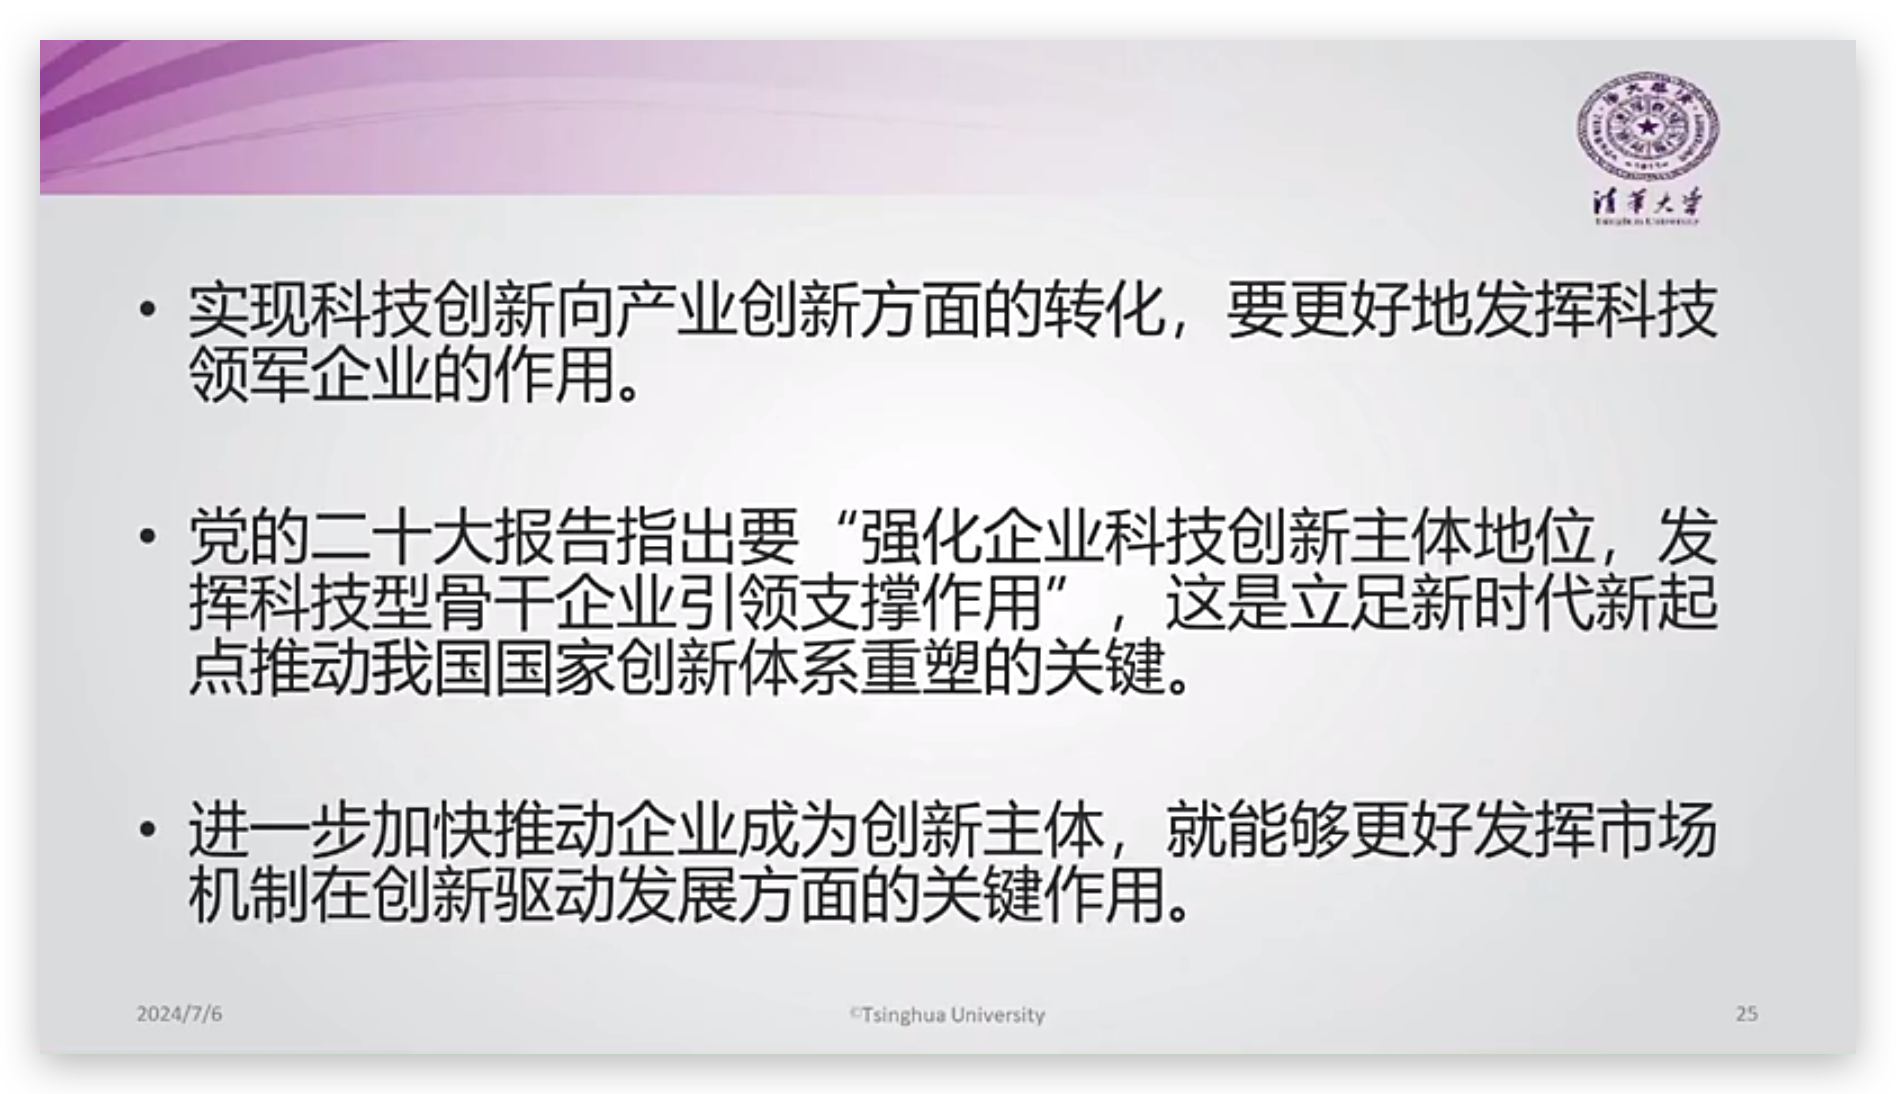 清华大学
Tsinghua University
• 实现科技创新向产业创新方面的转化，要更好地发挥科技
领军企业的作用。
• 党的二十大报告指出要“强化企业科技创新主体地位，发
挥科技型骨干企业引领支撑作用”，这是立足新时代新起
点推动我国国家创新体系重塑的关键。
• 进一步加快推动企业成为创新主体，就能够更好发挥市场
机制在创新驱动发展方面的关键作用。
2024/7/6
©Tsinghua University
25